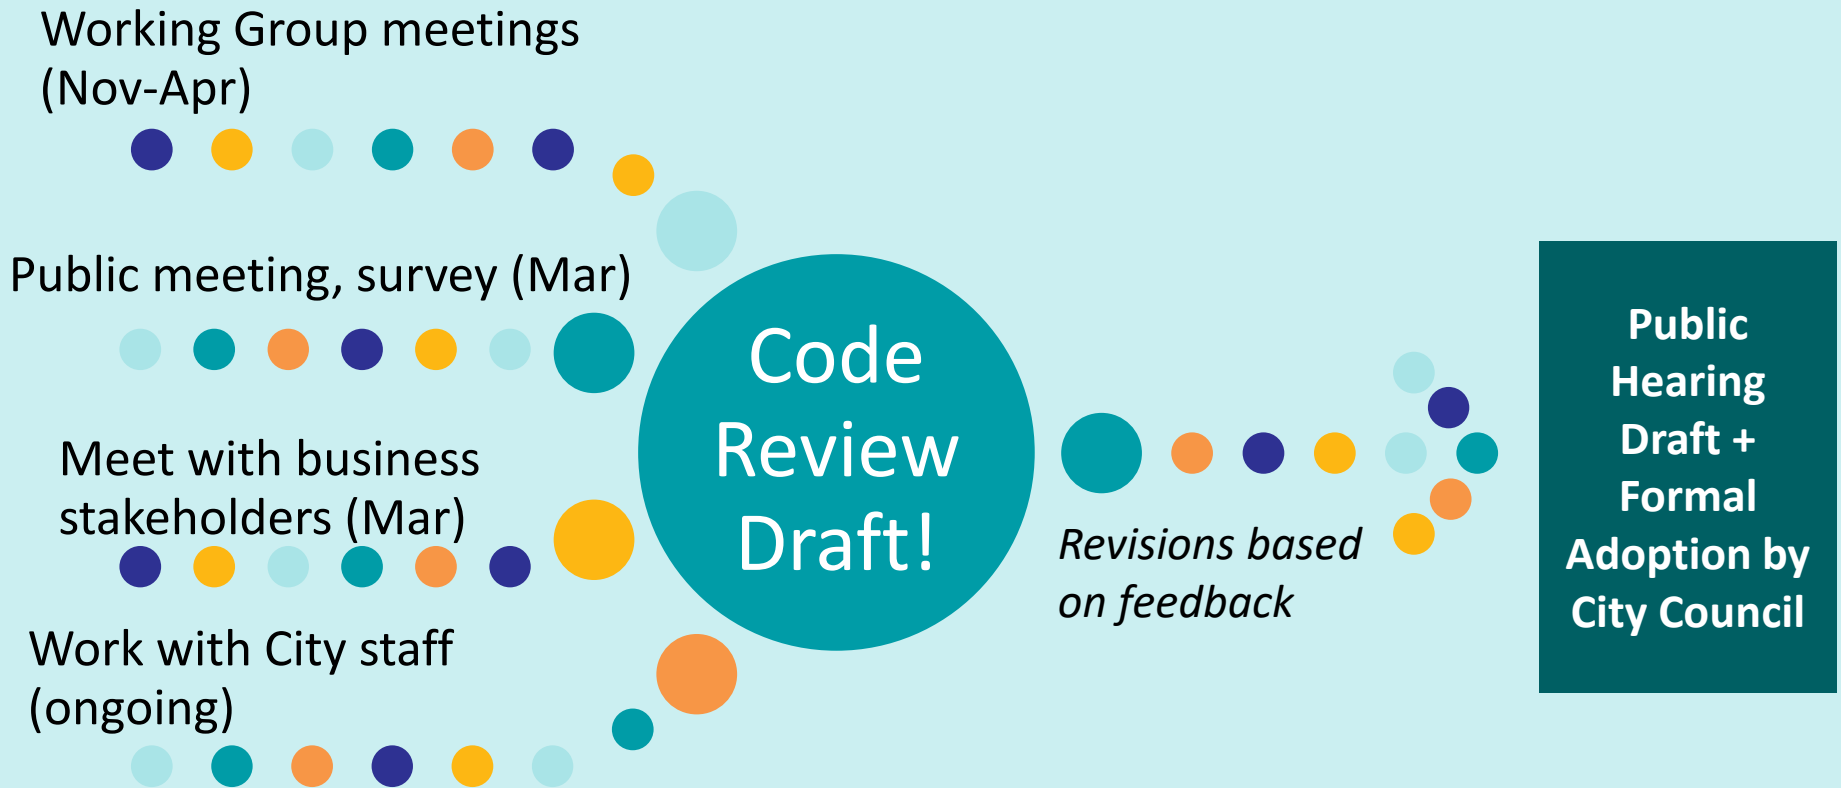 Working Group meetings
(Nov-Apr)
Public meeting, survey (Mar)
Meet with business
stakeholders (Mar)
Work with City staff
(ongoing)
Code
Review
Draft!
Revisions based
on feedback
Public
Hearing
Draft +
Formal
Adoption by
City Council